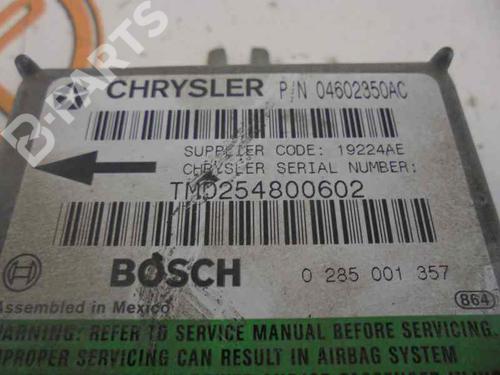 CHRYSLER P/N 04602350AC
SUPPLIER CODE: 19224AE
CHRYSLER SERIAL NUMBER:
TMD254800602
BOSCH 0 285 001 357
Assembled in Mexico 864
WARNING: REFER TO SERVICE MANUAL BEFORE SERVICING.
IMPROPER SERVICING CAN RESULT IN AIRBAG SYSTEM
B-PARTS